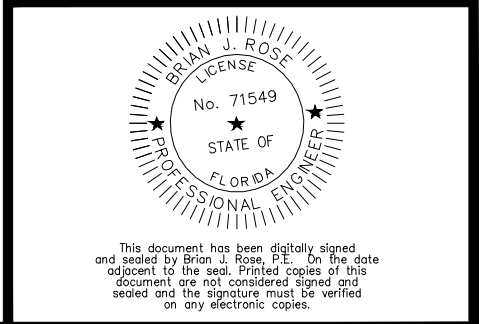 BRIAN J. ROSE
LICENSE
No. 71549
STATE OF
FLORIDA
PROFESSIONAL ENGINEER
This document has been digitally signed
and sealed by Brian J. Rose, P.E. On the date
adjacent to the seal. Printed copies of this
document are not considered signed and
sealed and the signature must be verified
on any electronic copies.